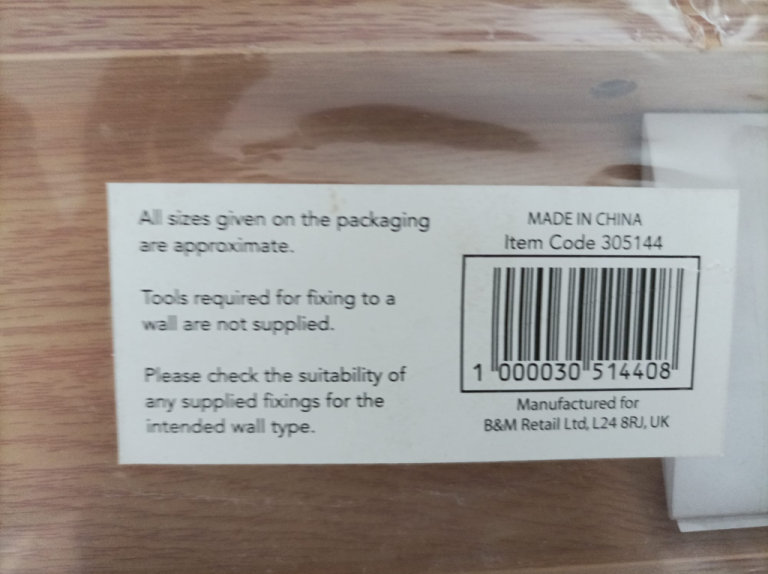 All sizes given on the packaging
are approximate.
Tools required for fixing to a
wall are not supplied.
Please check the suitability of
any supplied fixings for the
intended wall type.
MADE IN CHINA
Item Code 305144
1 000030 514408
Manufactured for
B&M Retail Ltd, L24 8RJ, UK